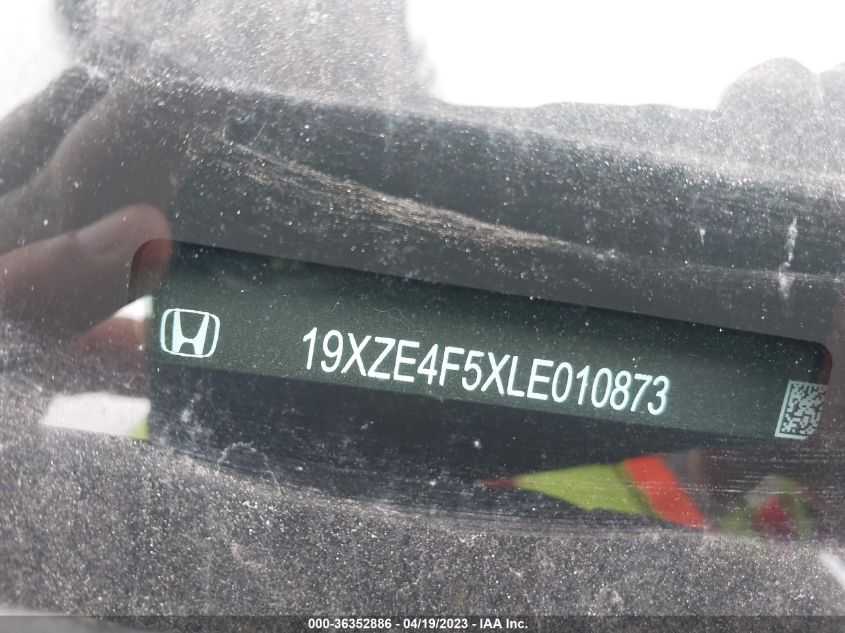 19XZE4F5XLE010873
000-36352886 - 04/19/2023 - IAA Inc.